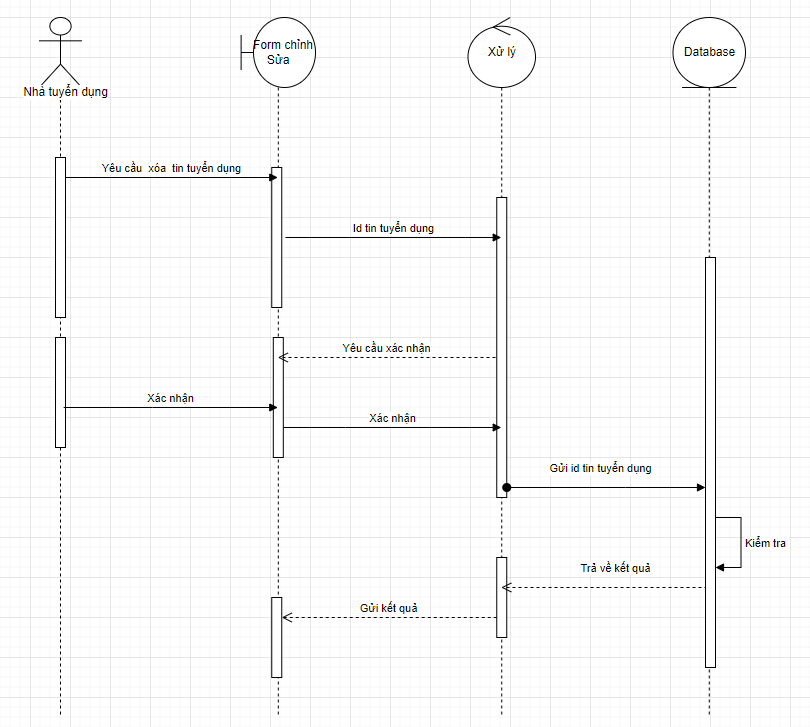 Form chỉnh
Sửa
Xử lý
Database
Nhà tuyển dụng
Yêu cầu xóa tin tuyển dụng
Id tin tuyển dụng
Yêu cầu xác nhận
Xác nhận
Xác nhận
Gửi id tin tuyển dụng
Kiểm tra
Trả về kết quả
Gửi kết quả